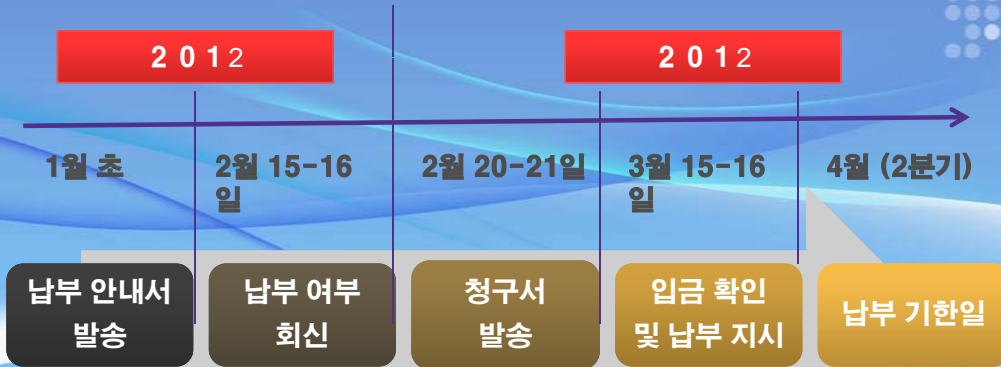 2012
2012
1월 초
2월 15-16
일
2월 20-21일
3월 15-16
일
4월 (2분기)
납부 안내서
발송
납부 여부
회신
청구서
발송
입금 확인
및 납부 지시
납부 기한일